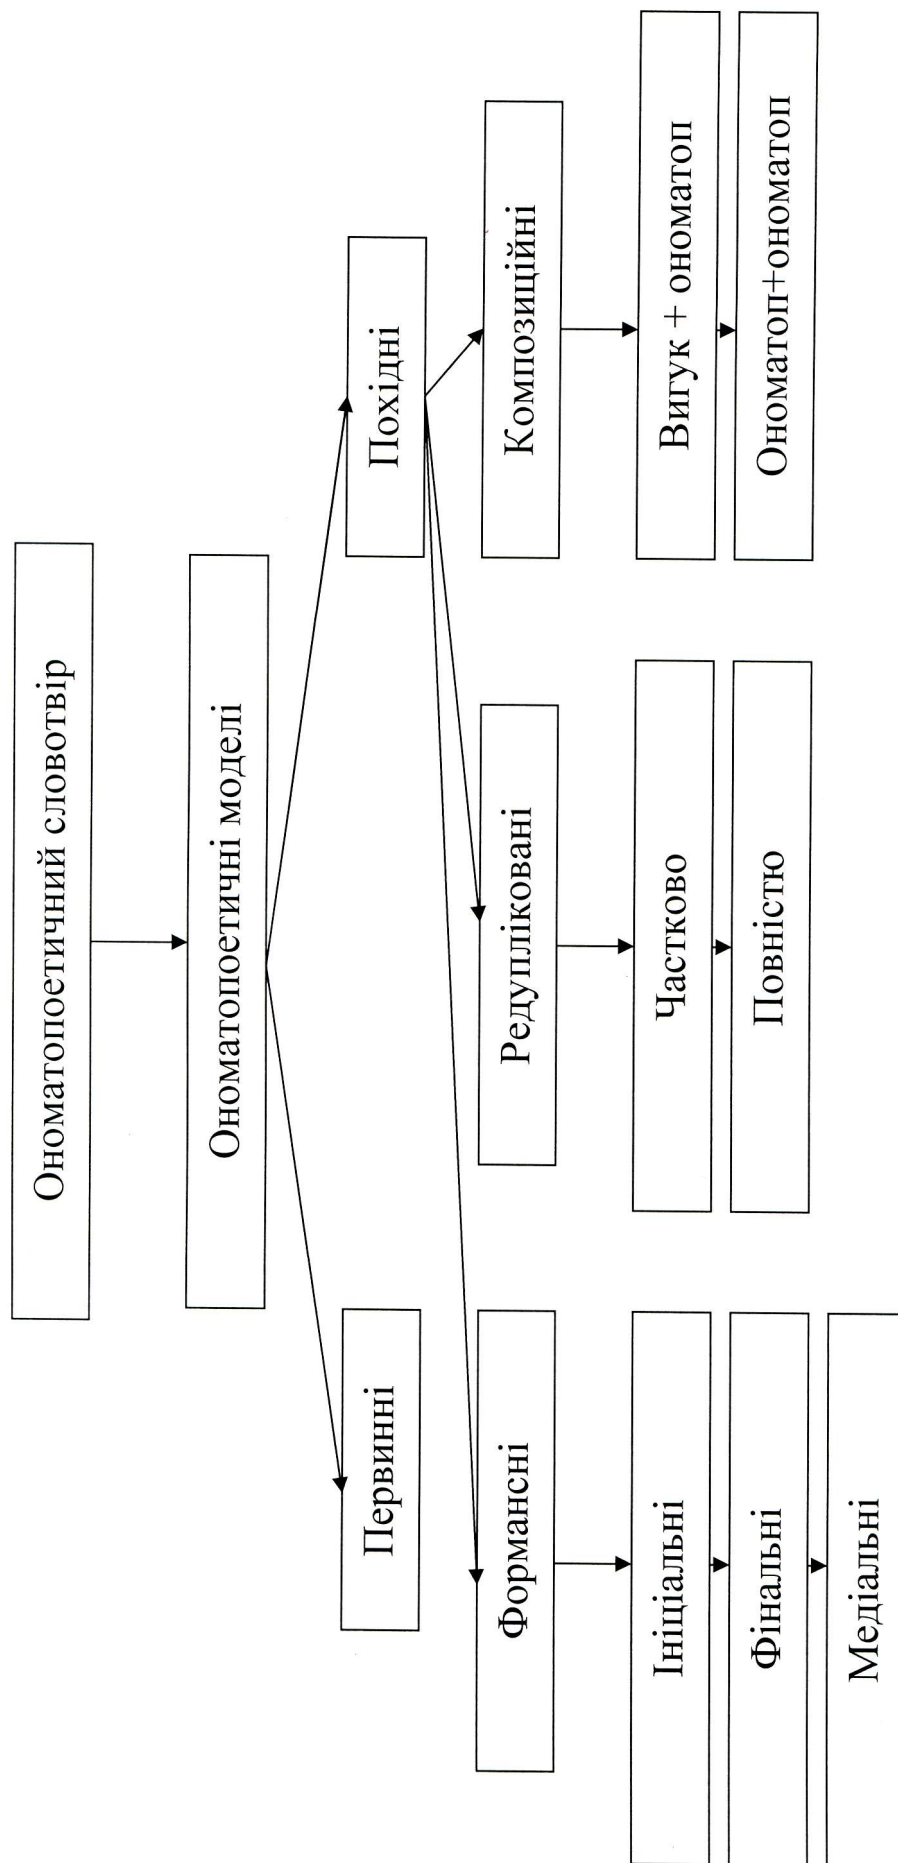 Ономатопоетичний словотвір
Ономатопоетичні моделі
Первинні
Похідні
Формансні
Редупліковані
Композиційні
Ініціальні
Частково
Вигук + ономатоп
Фінальні
Повністю
Ономатоп+ономатоп
Медіальні